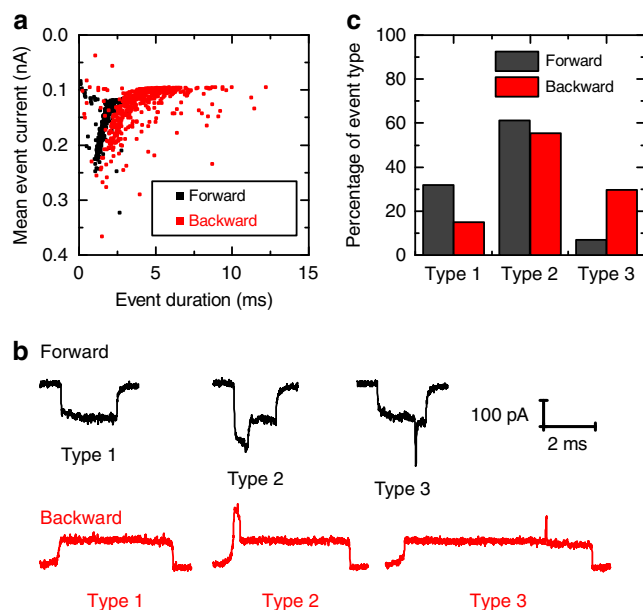 a
0.0
0.1
0.2
0.3
0.4
Mean event current (nA)
Forward
Backward
0 5 10 15
Event duration (ms)
c
100
80
60
40
30
10
0
Percentage of event type
Forward
Backward
Type 1 Type 2 Type 3
b
Forward
Type 1
Type 2
Type 3
100 pA
2 ms
Backward
Type 1
Type 2
Type 3